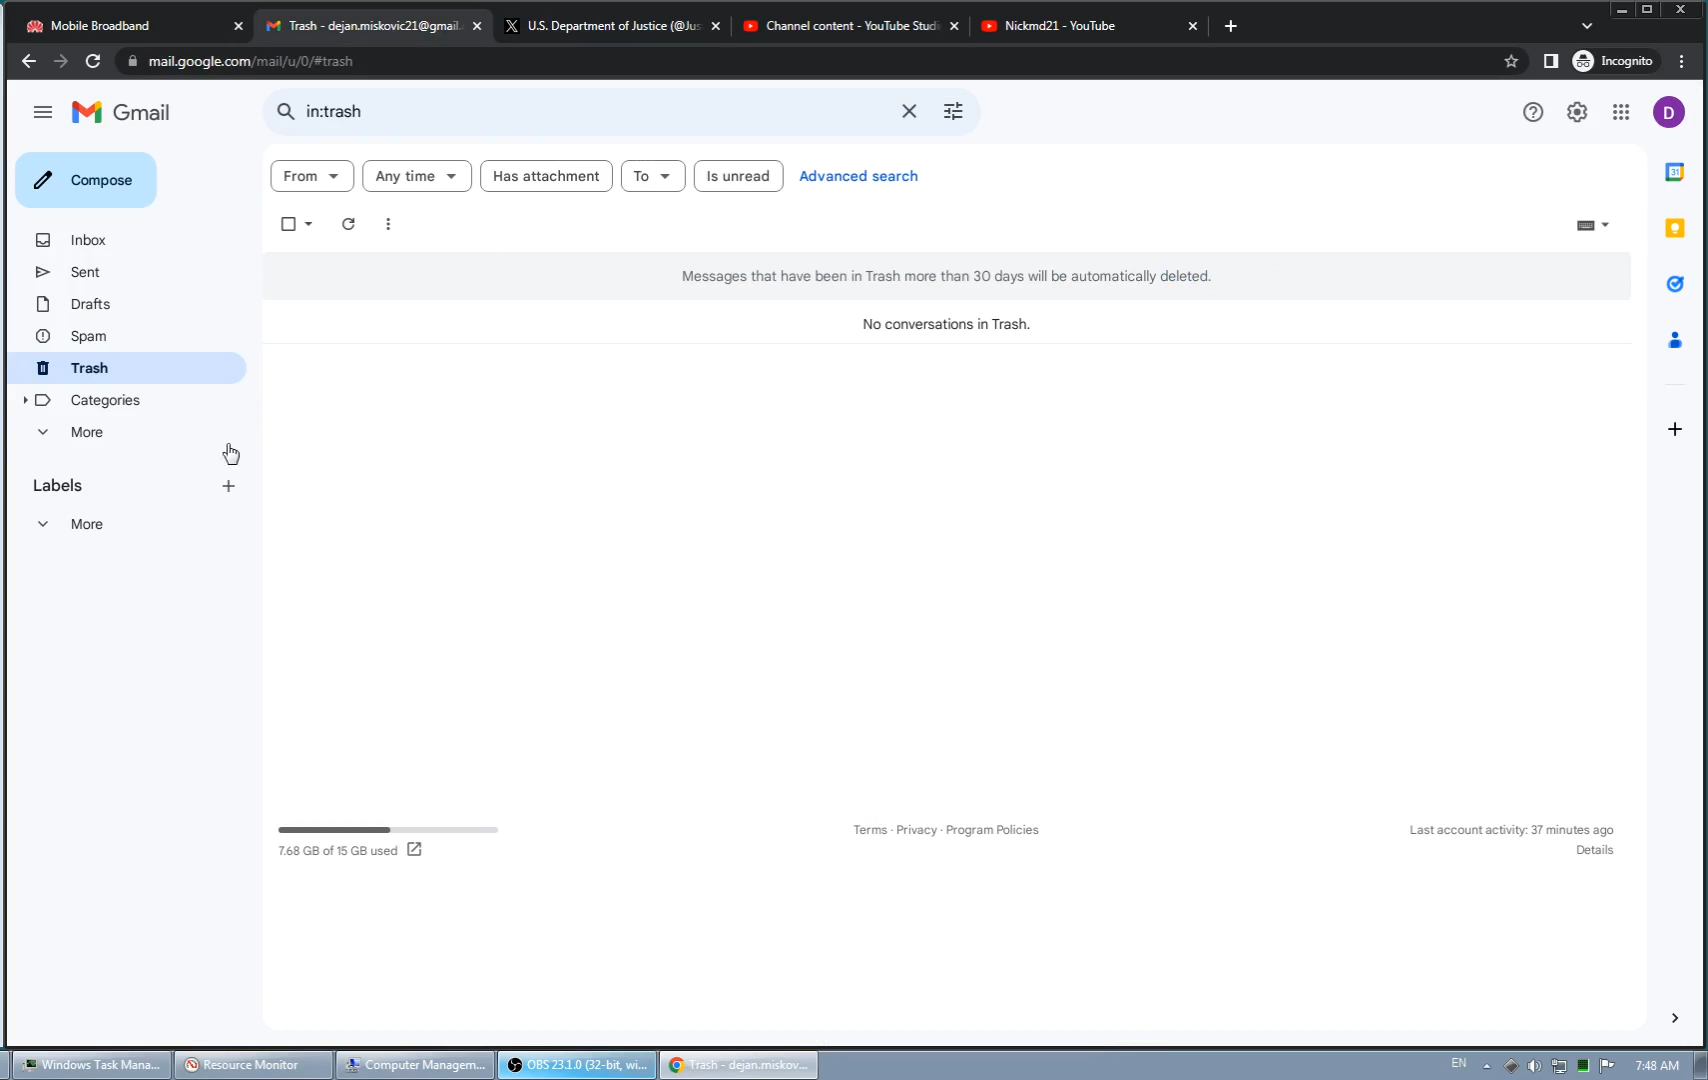 Mobile Broadband
Trash - dejan.miskovic21@gmail.
U.S. Department of Justice (@Jus
Channel content - YouTube Studi
Nickmd21 - YouTube
mail.google.com/mail/u/0/#trash
Incognito
Gmail
in:trash
D
Compose
From
Any time
Has attachment
To
Is unread
Advanced search
31
Inbox
Sent
Drafts
Spam
Trash
Categories
More
Labels
More
Messages that have been in Trash more than 30 days will be automatically deleted.
No conversations in Trash.
7.68 GB of 15 GB used
Terms · Privacy · Program Policies
Last account activity: 37 minutes ago
Details
Windows Task Mana...
Resource Monitor
Computer Managem...
OBS 23.1.0 (32-bit, wi...
Trash - dejan.miskov...
EN
7:48 AM